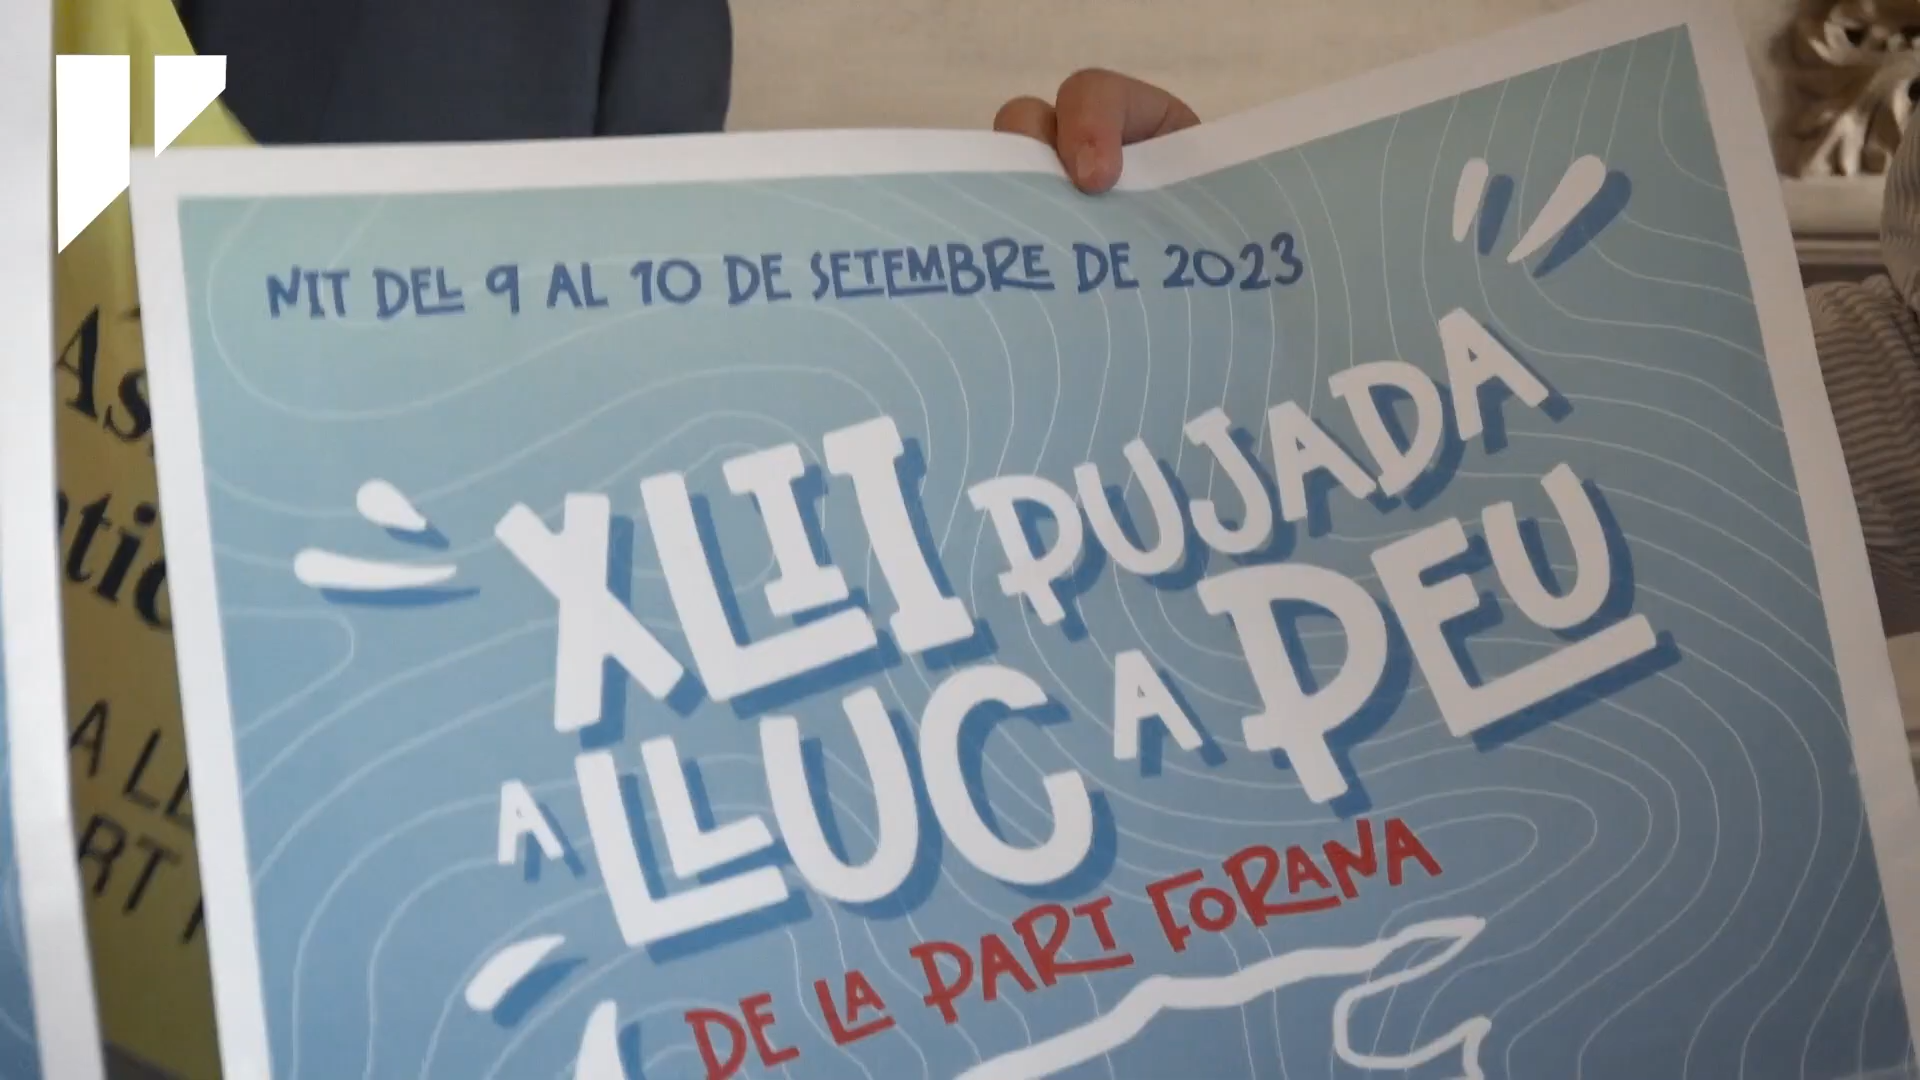 NIT DEL 9 AL 10 DE SETEMBRE DE 2023
XLII PUJADA
A LLUC A PEU
DE LA PART FORANA